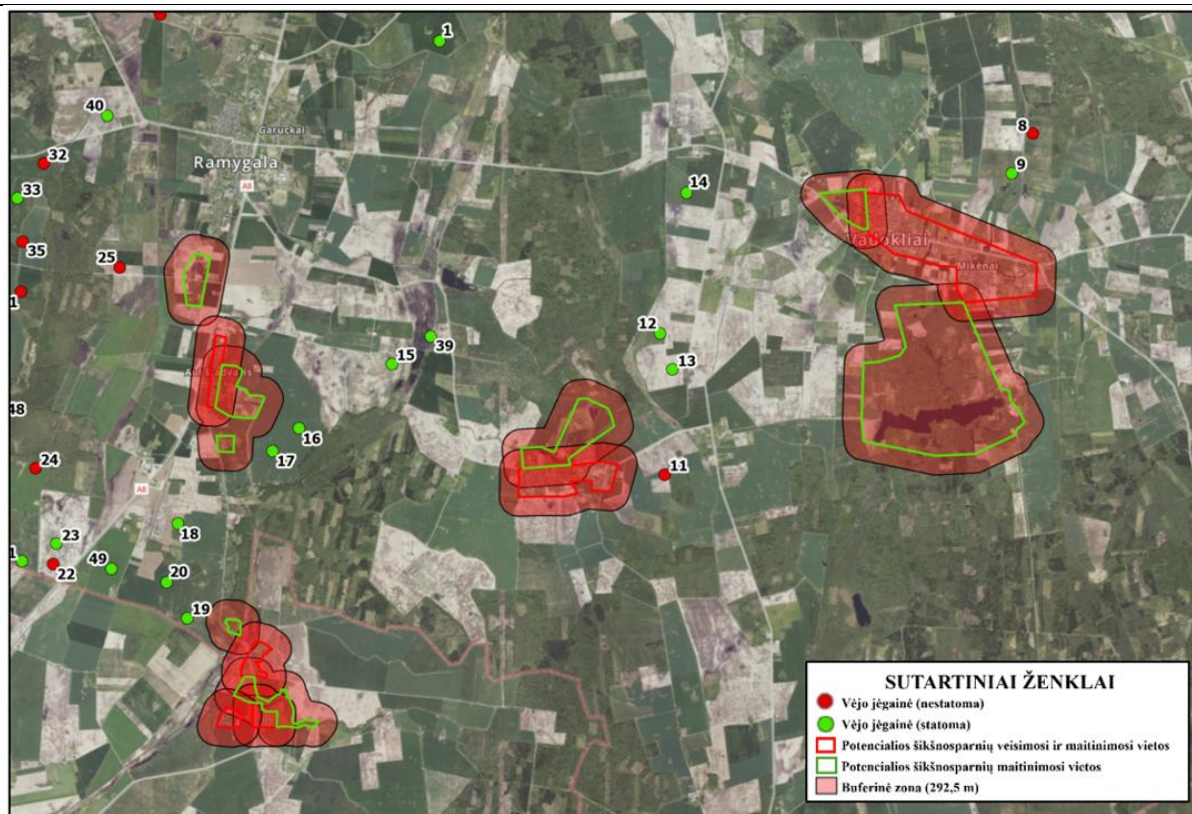 1
40
Garuckai
Ramygala
32
A8
8
9
33
14
35
Vadokliai
25
Mikėnai
1
12
39
15
13
48
16
17
24
11
A8
18
23
49
1
22
20
19
SUTARTINIAI ŽENKLAI
Vėjo jėgainė (nestatoma)
Vėjo jėgainė (statoma)
Potencialios šikšnosparnių veisimosi ir maitinimosi vietos
Potencialios šikšnosparnių maitinimosi vietos
Buferinė zona (292,5 m)